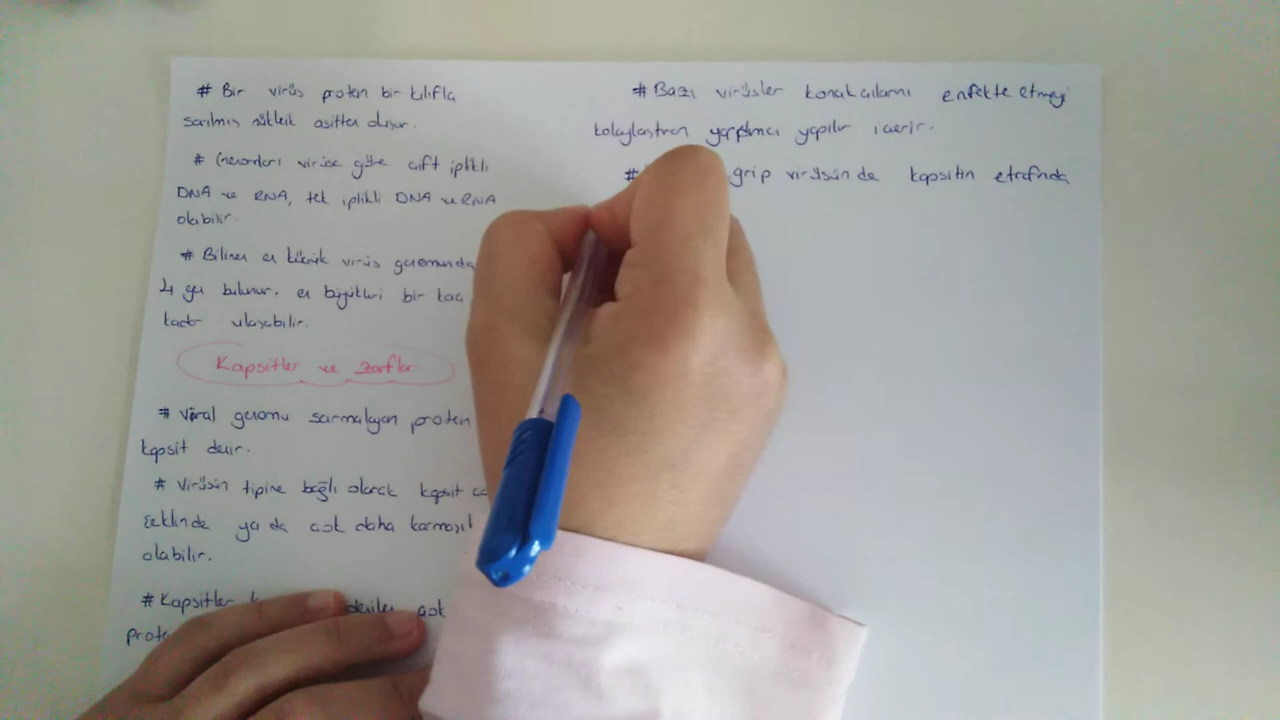 # Bir virüs protein bir kılıfla
sarılmış nükleik asitten oluşur.
# Genomları virüse göre çift iplikli
DNA ve RNA, tek iplikli DNA ve RNA
olabilir.
# Bilinen en küçük virüs genomunda
4 gen bulunur, en büyükleri bir kaç
kadar ulaşabilir.
Kapsitler ve zarflar
# Viral genomu sarmalayan protein
kapsit denir.
# Virüsün tipine bağlı olarak kapsit
şeklinde ya da çok daha karmaşık
olabilir.
# Kapsitler denilen çok
# Bazı virüsler konakçılarını enfekte etmeyi
kolaylaştıran yardımcı yapılar içerir.
# grip virüsünde kapsitin etrafında